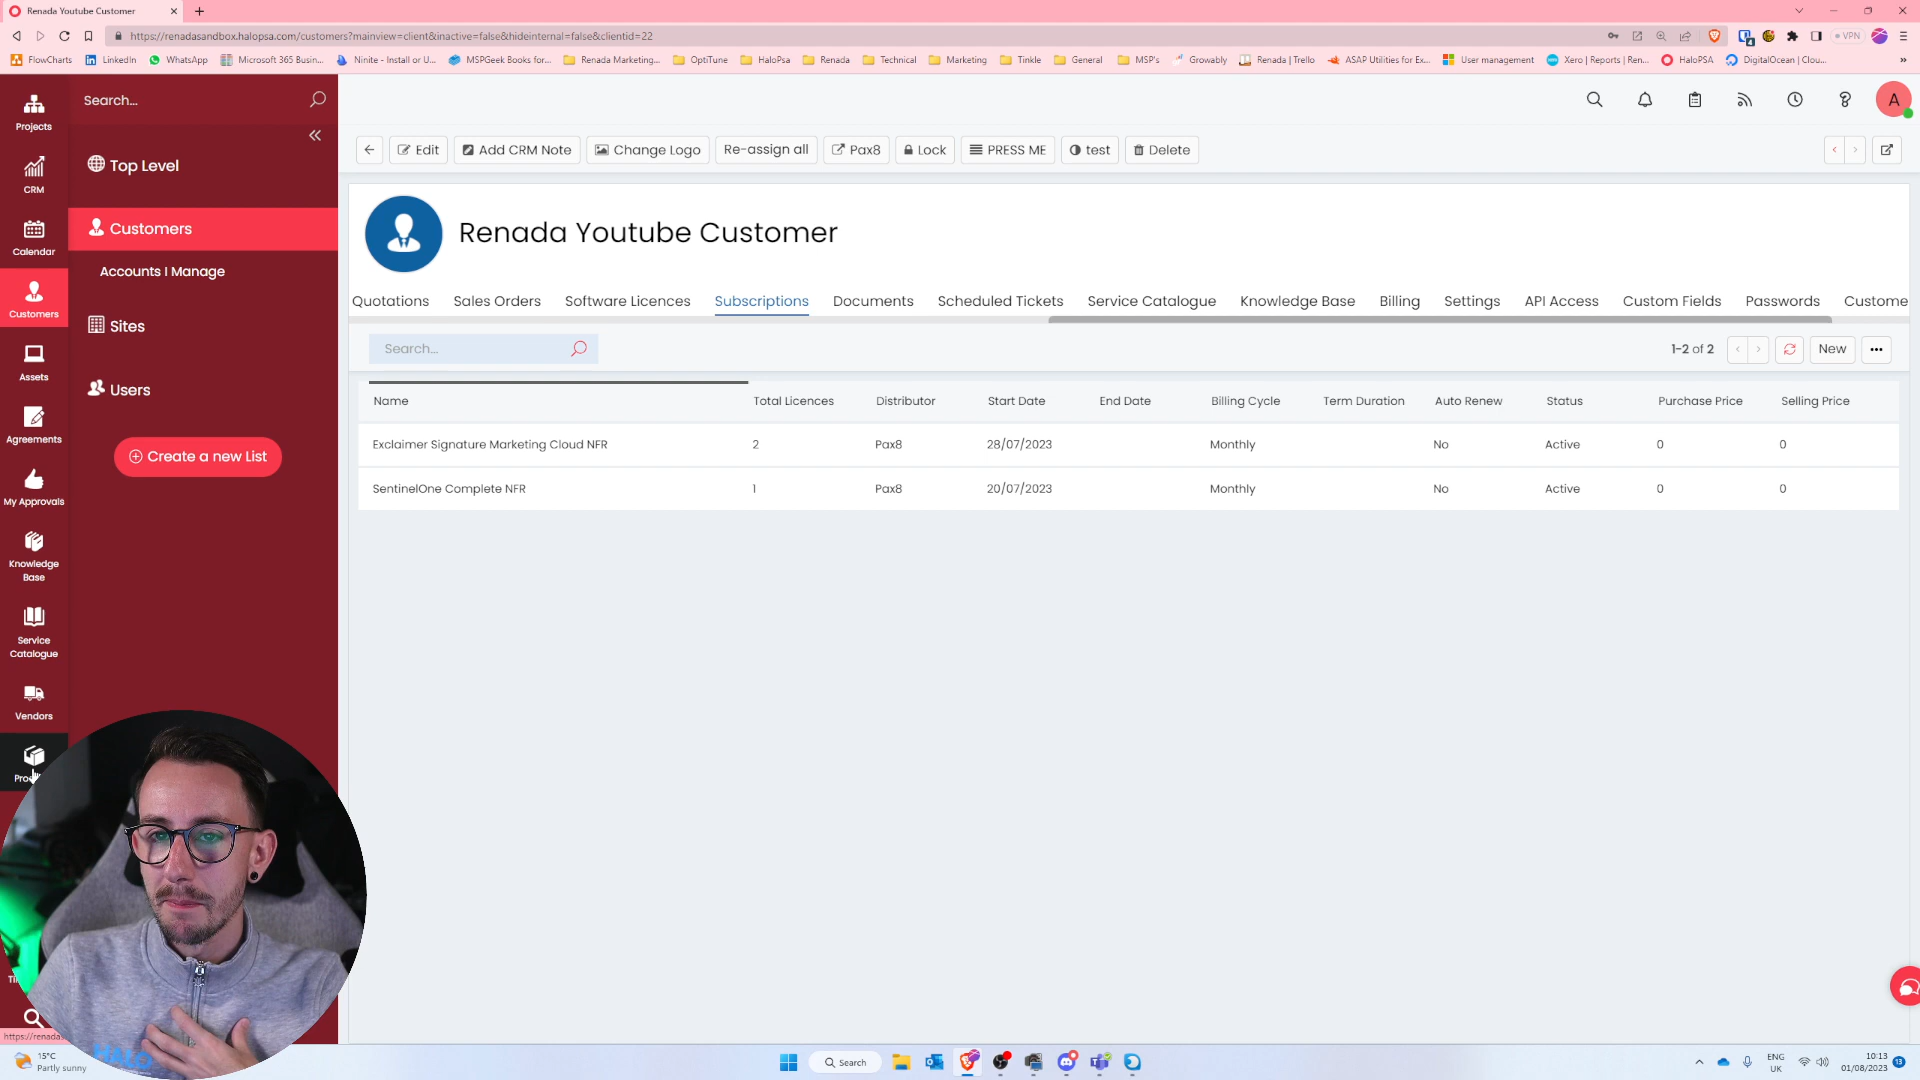 Renada Youtube Customer
https://renadasandbox.halopsa.com/customers?mainview=client&inactive=false&hideinternal=false&clientid=22
VPN
FlowCharts
LinkedIn
WhatsApp
Microsoft 365 Busin...
Ninite - Install or U...
MSPGeek Books for...
Renada Marketing...
OptiTune
HaloPsa
Renada
Technical
Marketing
Tinkle
General
MSP's
Growably
Renada | Trello
ASAP Utilities for Ex...
User management
Xero | Reports | Ren...
HaloPSA
DigitalOcean | Clou...
Projects
CRM
Calendar
Customers
Assets
Agreements
My Approvals
Knowledge
Base
Service
Catalogue
Vendors
Search...
Top Level
Customers
Accounts I Manage
Sites
Users
Create a new List
A
Edit
Add CRM Note
Change Logo
Re-assign all
Pax8
Lock
PRESS ME
test
Delete
Renada Youtube Customer
Quotations Sales Orders Software Licences Subscriptions Documents Scheduled Tickets Service Catalogue Knowledge Base Billing Settings API Access Custom Fields Passwords Custome
Search...
1-2 of 2
New
Name Total Licences Distributor Start Date End Date Billing Cycle Term Duration Auto Renew Status Purchase Price Selling Price
Exclaimer Signature Marketing Cloud NFR 2 Pax8 28/07/2023 Monthly No Active 0 0
SentinelOne Complete NFR 1 Pax8 20/07/2023 Monthly No Active 0 0
https://renadas
15°C
Partly sunny
HALO
Search
ENG
UK
10:13
01/08/2023
13